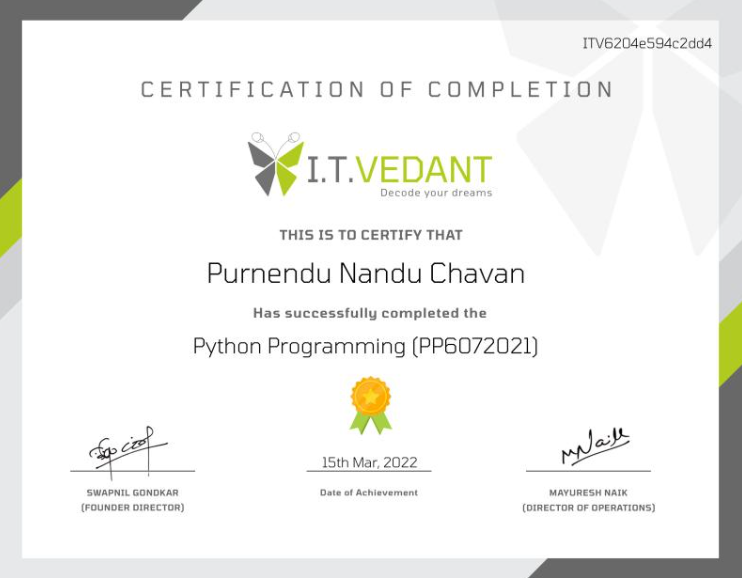 ITV6204e594c2dd4
CERTIFICATION OF COMPLETION
I.T.VEDANT
Decode your dreams
THIS IS TO CERTIFY THAT
Purnendu Nandu Chavan
Has successfully completed the
Python Programming (PP6072021)
15th Mar, 2022
SWAPNIL GONDKAR
(FOUNDER DIRECTOR)
Date of Achievement
MAYURESH NAIK
(DIRECTOR OF OPERATIONS)